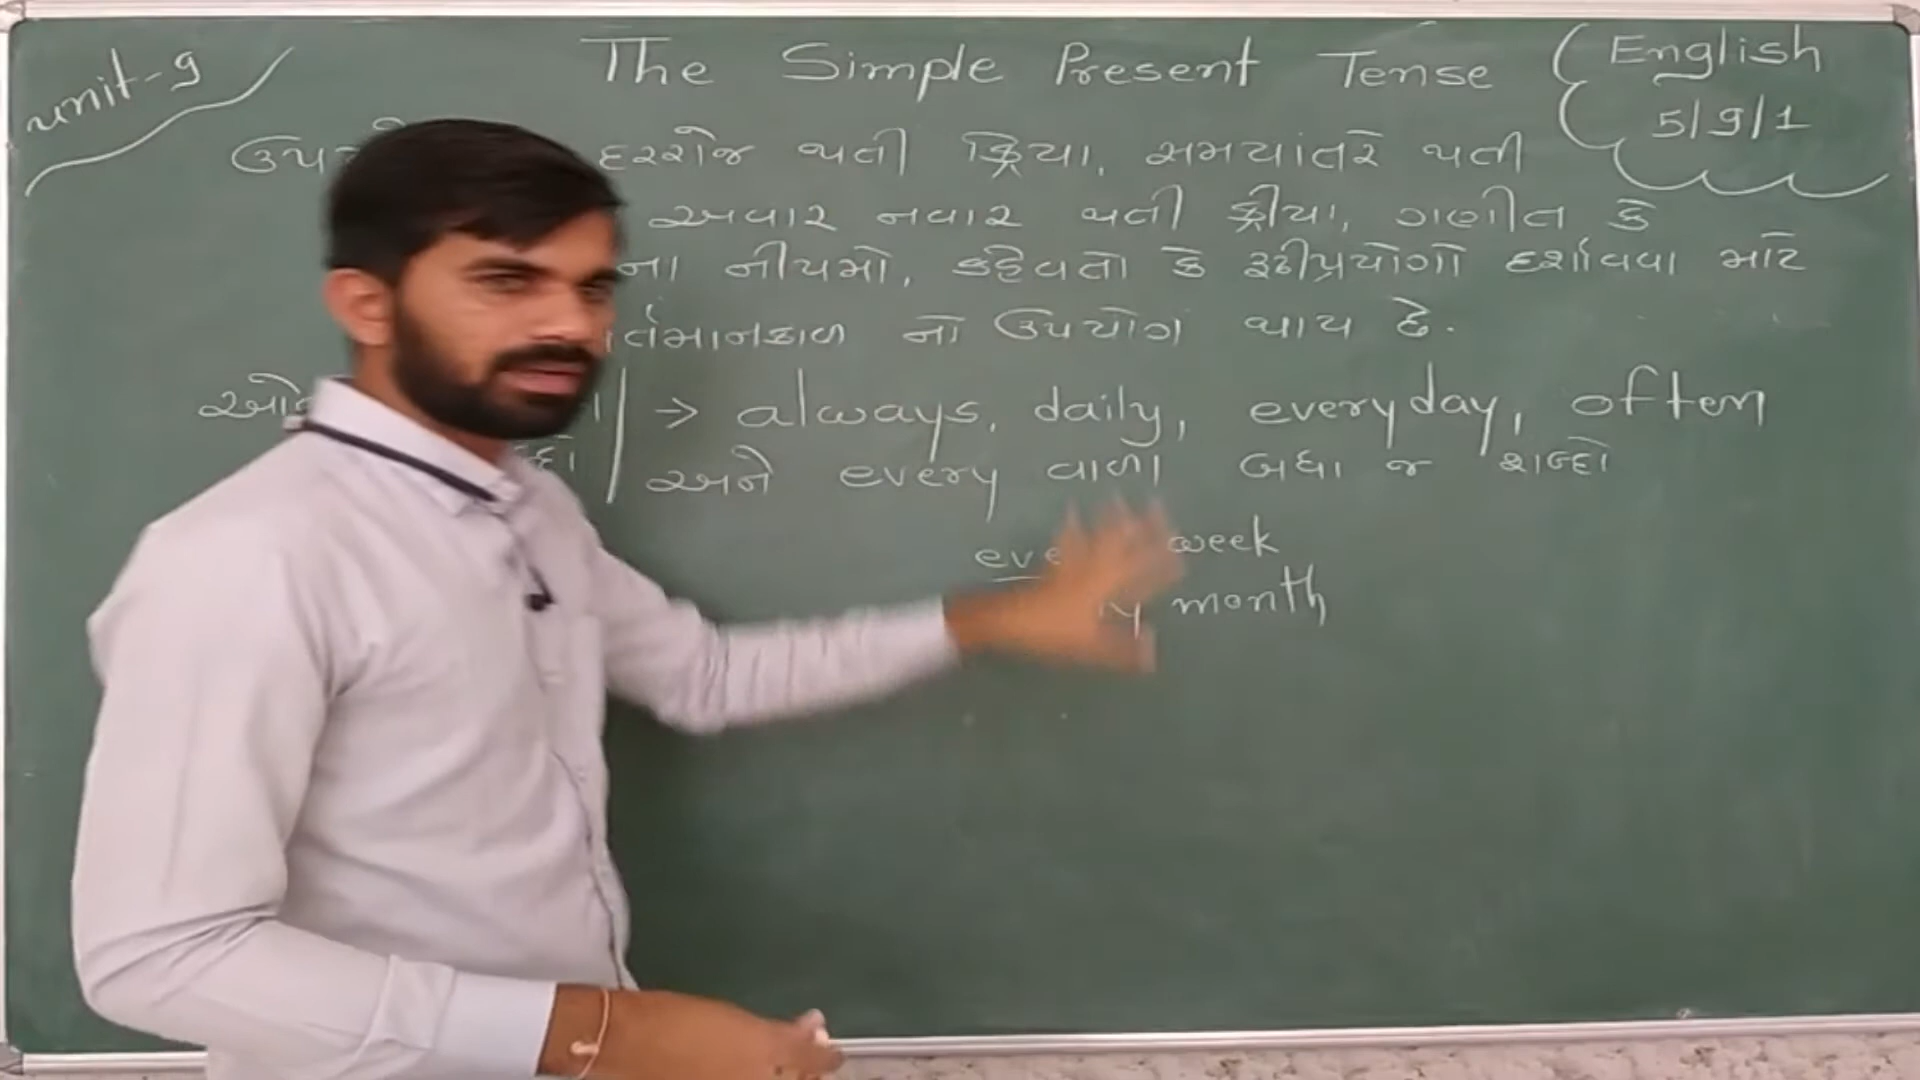 unit-9
The Simple Present Tense
English
5/9/1
દરરોજ થતી ક્રિયા, સમયાંતરે થતી
અવાર નવાર થતી ક્રીયા, ગણીત કે
ના નીયમો, કહેવતો કે રૂઢીપ્રયોગો દર્શાવવા માટે
ર્તમાનકાળ નો ઉપયોગ થાય છે.
→ always, daily, everyday, often
અને every વાળા બધા જ શબ્દો
week
month